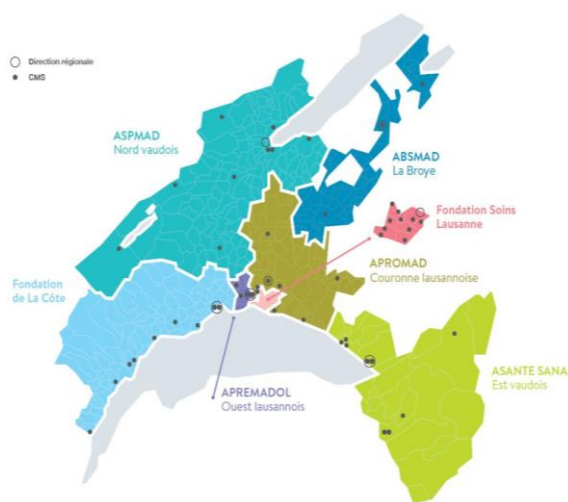 Direction régionale
CMS
ASPMAD
Nord vaudois
ABSMAD
La Broye
Fondation Soins
Lausanne
APROMAD
Couronne lausannoise
Fondation
de La Côte
ASANTE SANA
Est vaudois
APREMADOL
Ouest lausannois